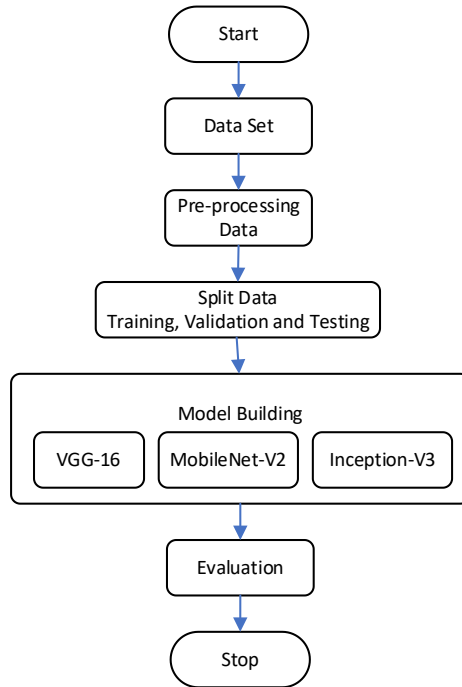 Start
Data Set
Pre-processing
Data
Split Data
Training, Validation and Testing
Model Building
VGG-16
MobileNet-V2
Inception-V3
Evaluation
Stop